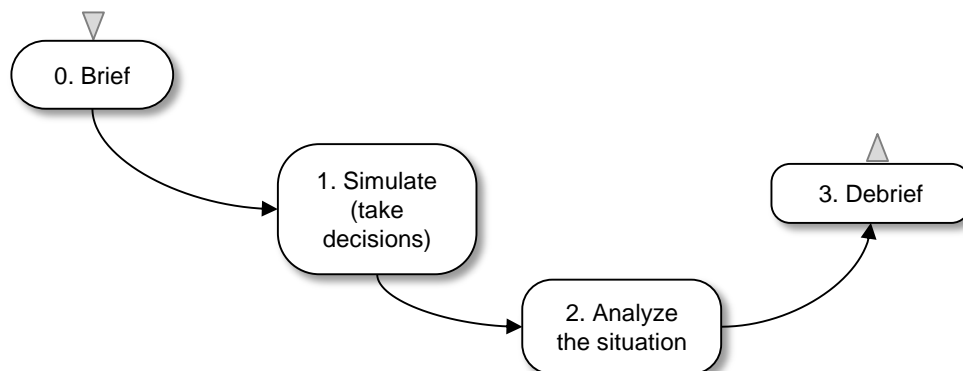 0. Brief
1. Simulate
(take
decisions)
3. Debrief
2. Analyze
the situation